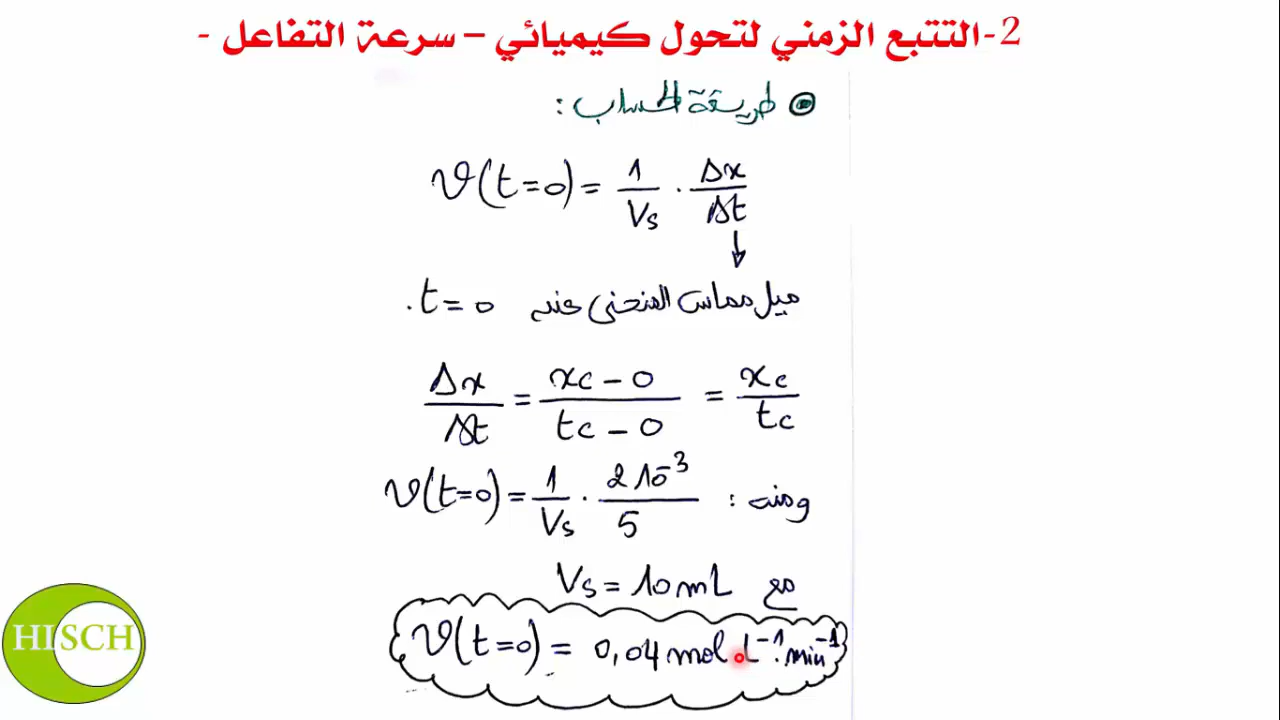 2-التتبع الزمني لتحول كيميائي – سرعة التفاعل -
طريقة الحساب :
v(t=0) = 1/Vs · Δx/Δt
↓
ميل مماس المنحنى عند t = 0.
Δx/Δt = (xc – 0)/(tc – 0) = xc/tc
ومنه : v(t=0) = 1/Vs · 2 10⁻³/5
مع Vs = 10 mL
v(t=0) = 0,04 mol.L⁻¹.min⁻¹
HISCH